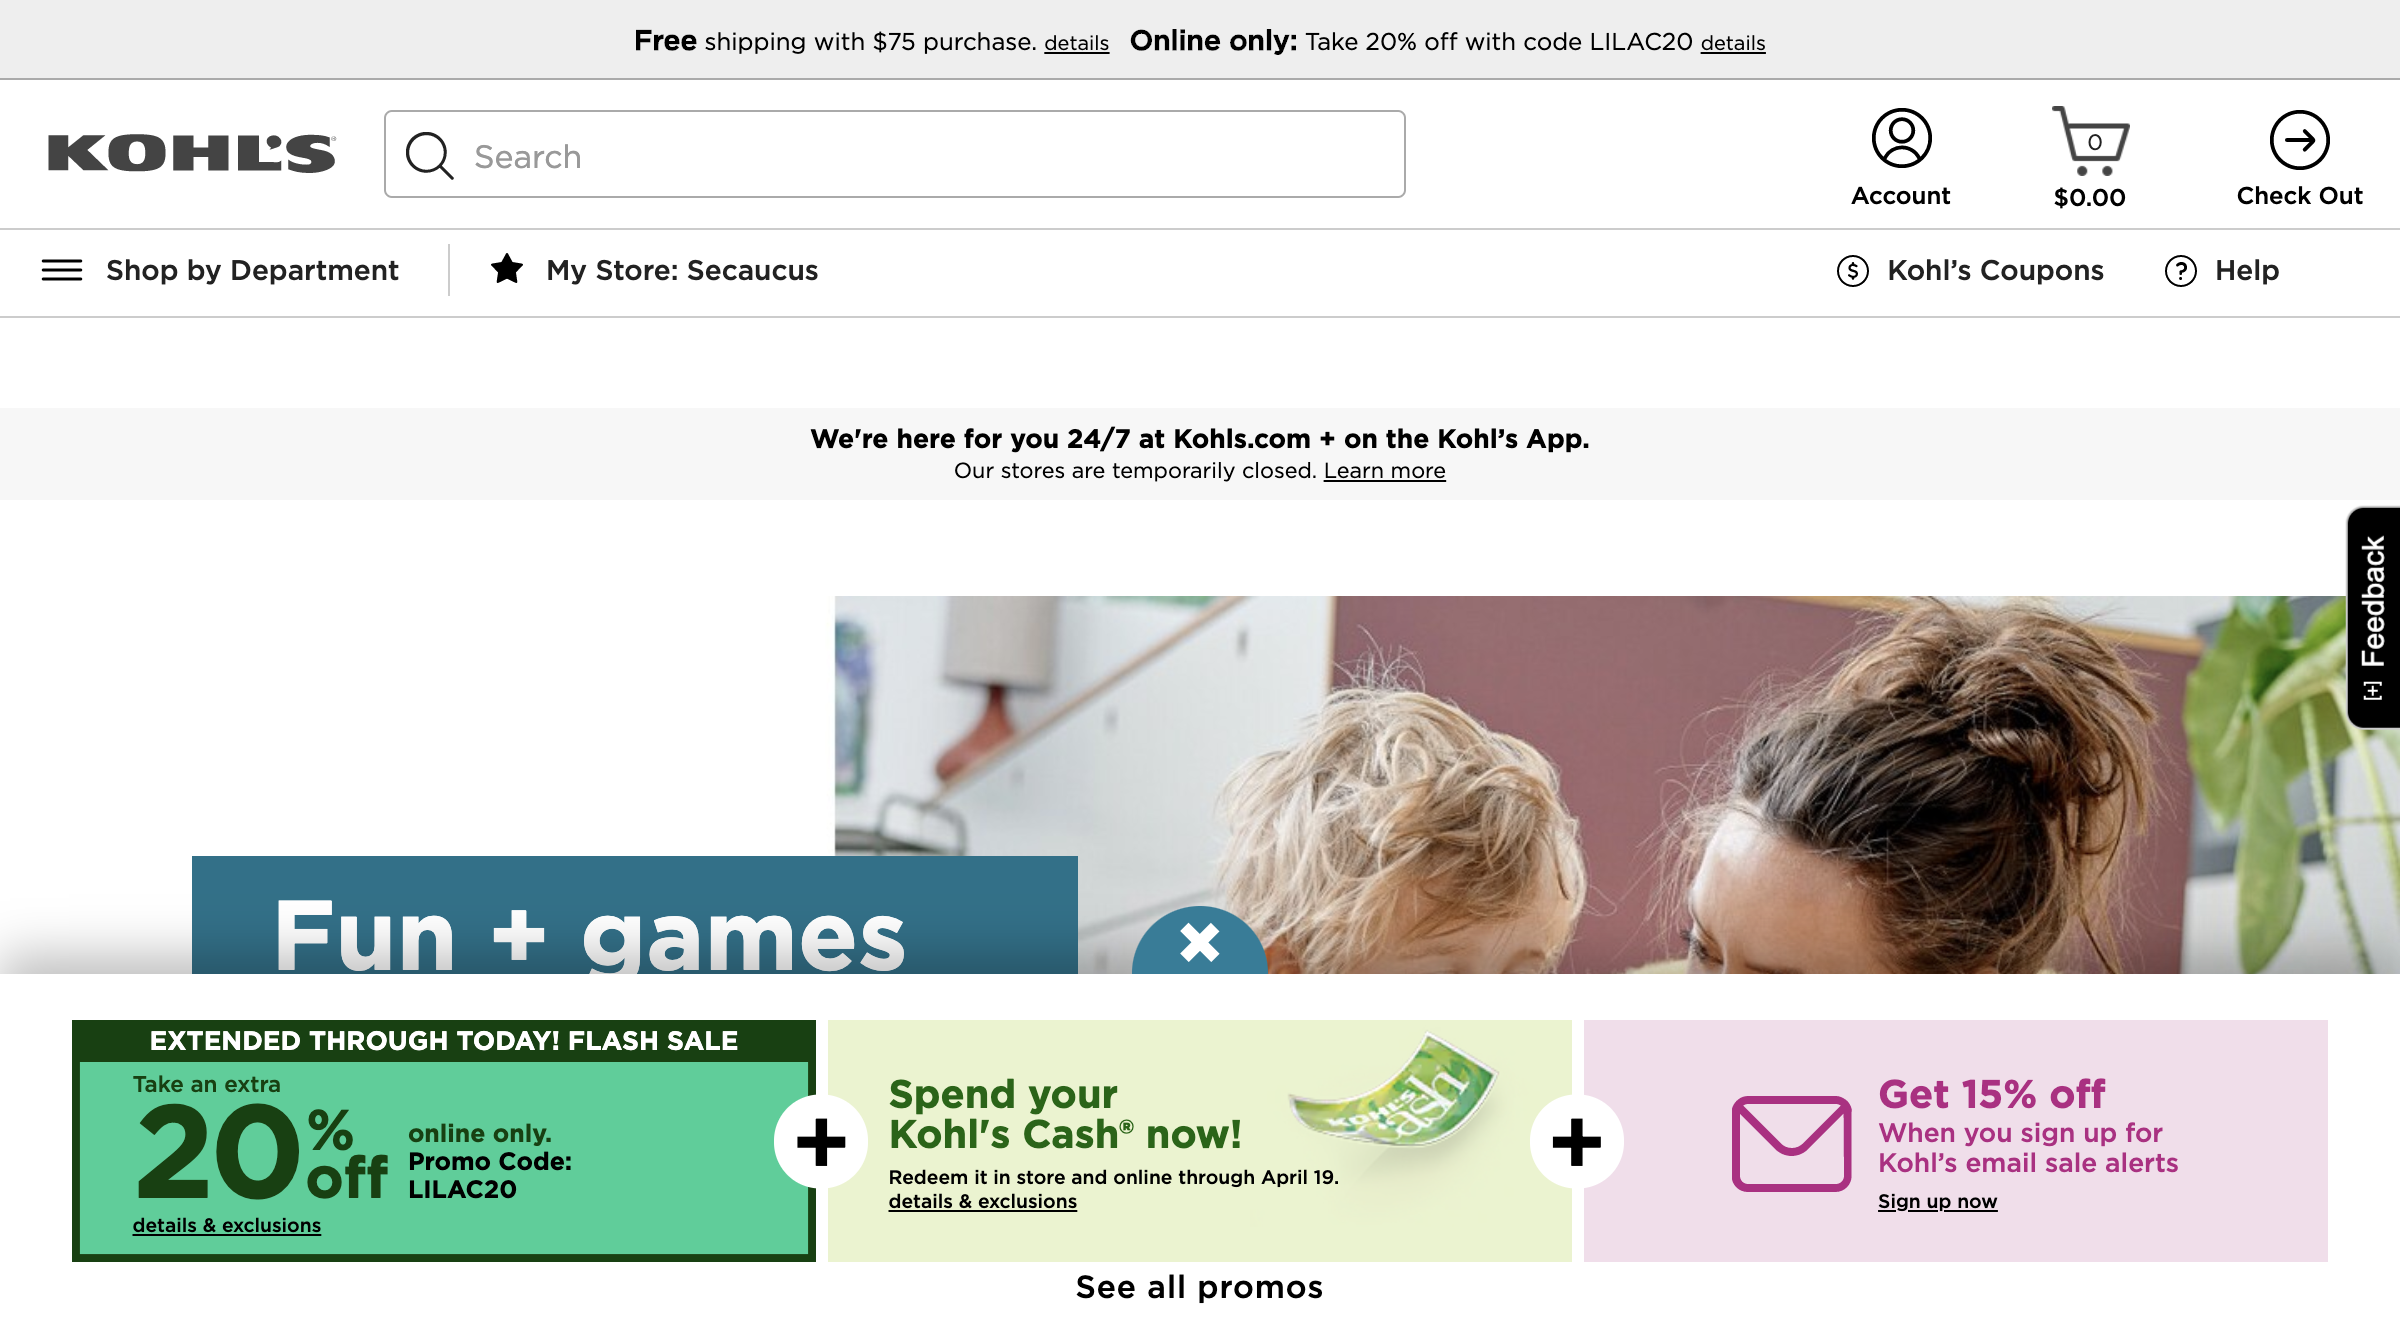 Free shipping with $75 purchase. details Online only: Take 20% off with code LILAC20 details
KOHL'S
Search
0
Account
$0.00
Check Out
Shop by Department
My Store: Secaucus
$ Kohl’s Coupons
? Help
We're here for you 24/7 at Kohls.com + on the Kohl’s App.
Our stores are temporarily closed. Learn more
[+] Feedback
Fun + games
EXTENDED THROUGH TODAY! FLASH SALE
Take an extra
20% off
online only.
Promo Code:
LILAC20
details & exclusions
+
Spend your
Kohl's Cash® now!
Redeem it in store and online through April 19.
details & exclusions
KOHL'S
Cash
+
Get 15% off
When you sign up for
Kohl’s email sale alerts
Sign up now
See all promos